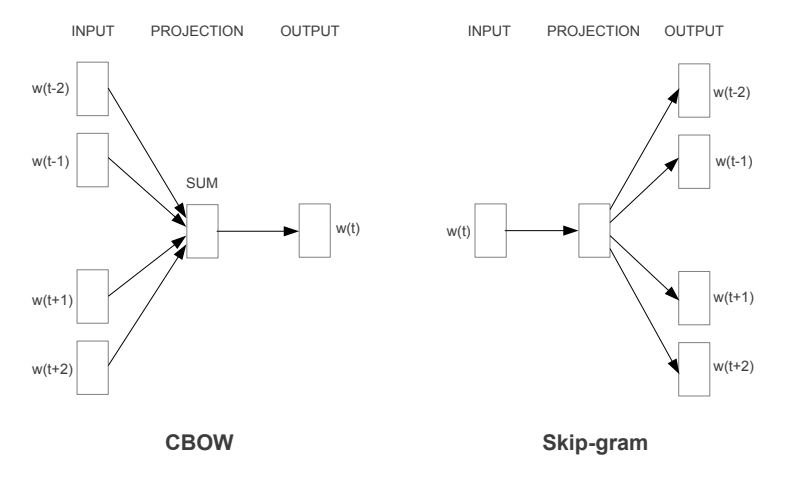 INPUT PROJECTION OUTPUT
w(t-2)
w(t-1)
SUM
w(t)
w(t+1)
w(t+2)
CBOW
INPUT PROJECTION OUTPUT
w(t-2)
w(t-1)
w(t)
w(t+1)
w(t+2)
Skip-gram